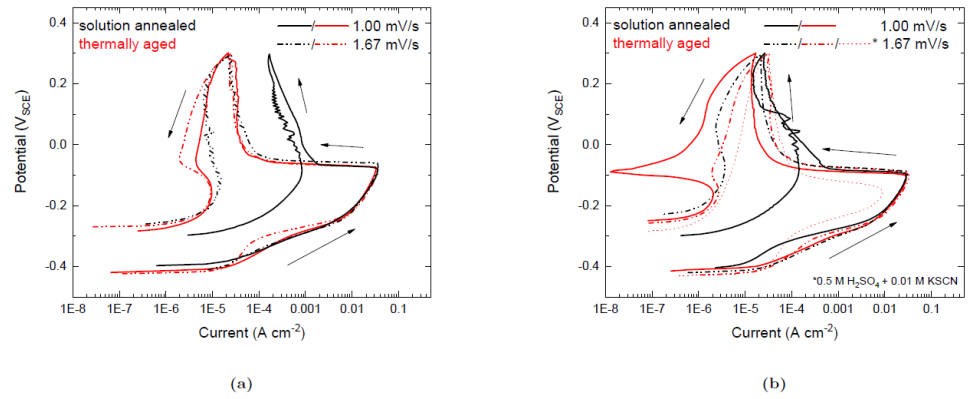 solution annealed
thermally aged
1.00 mV/s
1.67 mV/s
Potential (V_SCE)
0.4
0.2
0.0
-0.2
-0.4
1E-8 1E-7 1E-6 1E-5 1E-4 0.001 0.01 0.1
Current (A cm⁻²)
(a)
solution annealed
thermally aged
1.00 mV/s
* 1.67 mV/s
Potential (V_SCE)
0.4
0.2
0.0
-0.2
-0.4
*0.5 M H₂SO₄ + 0.01 M KSCN
1E-8 1E-7 1E-6 1E-5 1E-4 0.001 0.01 0.1
Current (A cm⁻²)
(b)